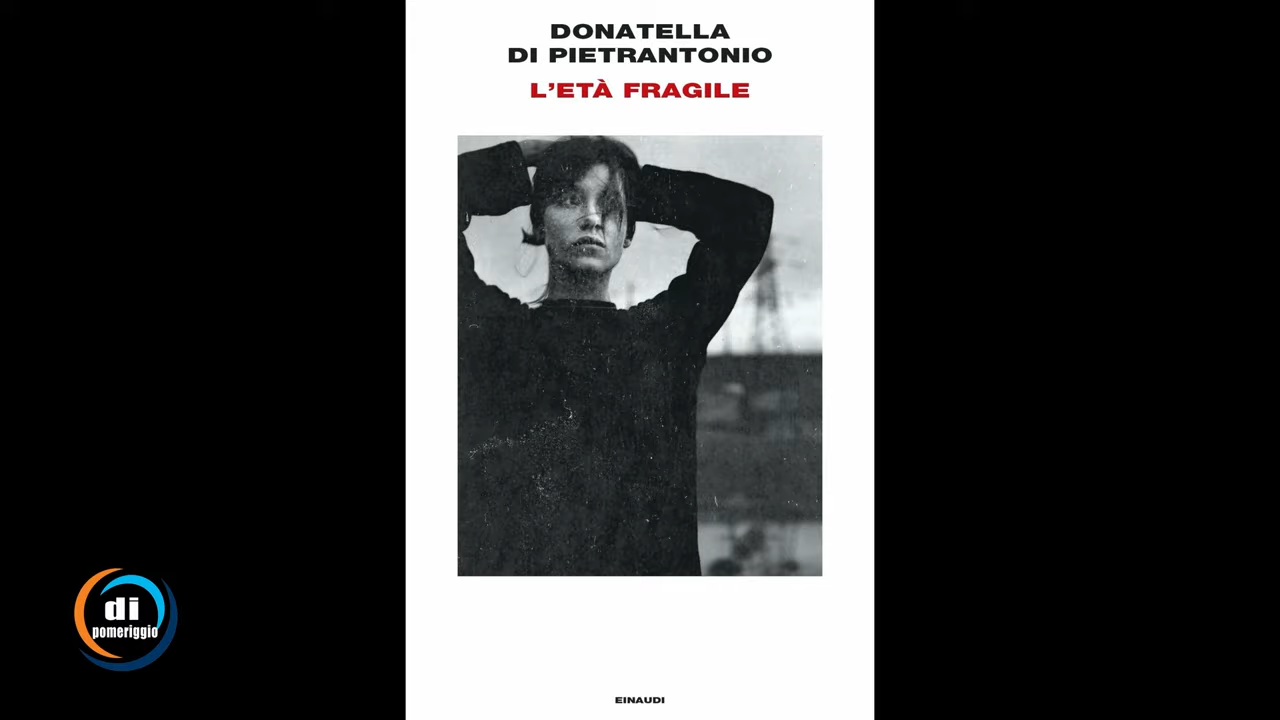 DONATELLA
DI PIETRANTONIO
L'ETÀ FRAGILE
di
pomeriggio
EINAUDI